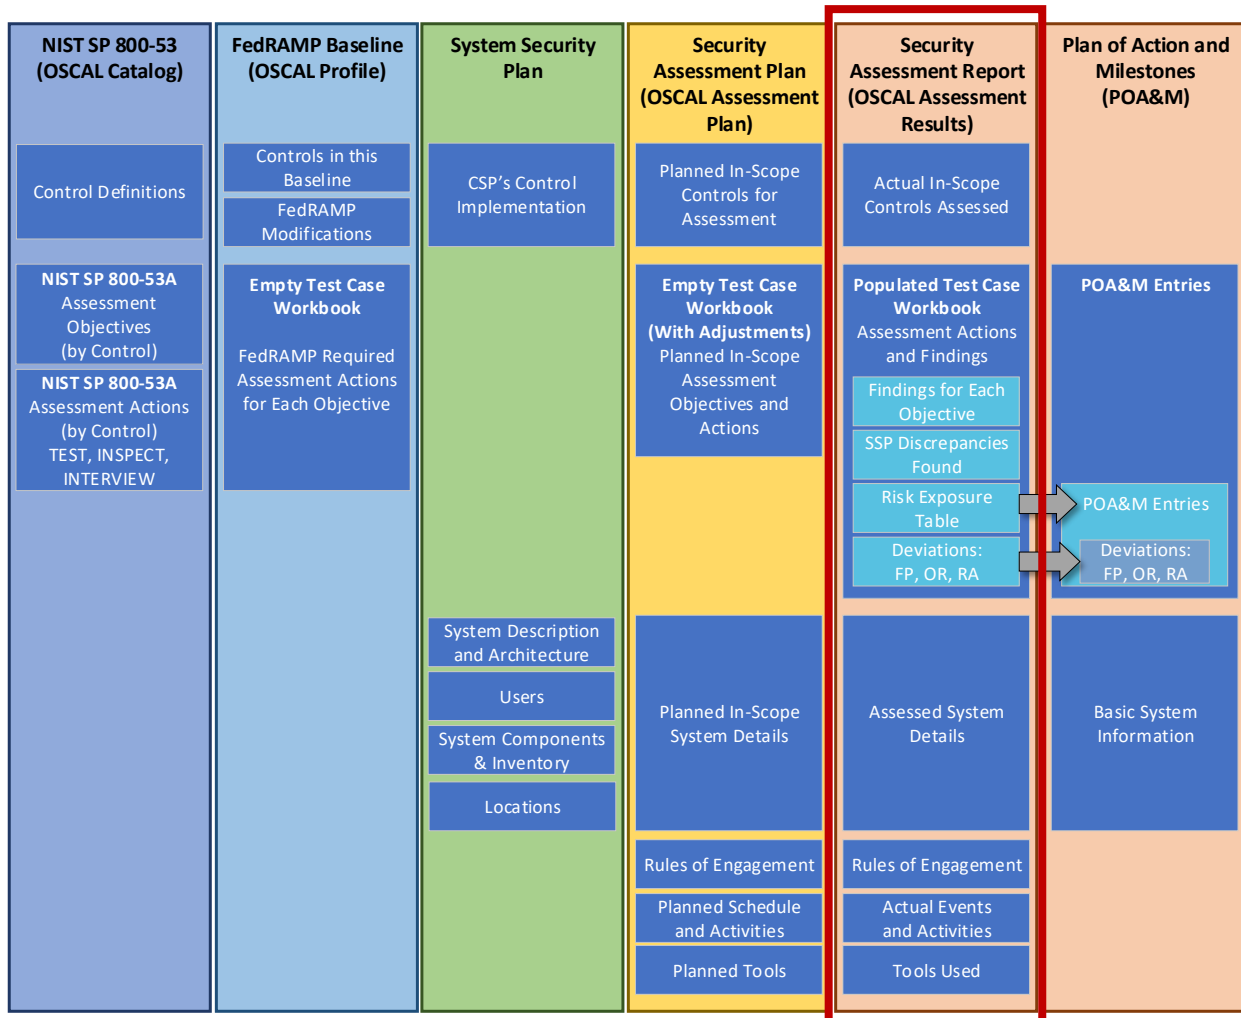 NIST SP 800-53
(OSCAL Catalog)
Control Definitions
NIST SP 800-53A
Assessment
Objectives
(by Control)
NIST SP 800-53A
Assessment Actions
(by Control)
TEST, INSPECT,
INTERVIEW
FedRAMP Baseline
(OSCAL Profile)
Controls in this
Baseline
FedRAMP
Modifications
Empty Test Case
Workbook
FedRAMP Required
Assessment Actions
for Each Objective
System Security
Plan
CSP's Control
Implementation
System Description
and Architecture
Users
System Components
& Inventory
Locations
Security
Assessment Plan
(OSCAL Assessment
Plan)
Planned In-Scope
Controls for
Assessment
Empty Test Case
Workbook
(With Adjustments)
Planned In-Scope
Assessment
Objectives and
Actions
Planned In-Scope
System Details
Rules of Engagement
Planned Schedule
and Activities
Planned Tools
Security
Assessment Report
(OSCAL Assessment
Results)
Actual In-Scope
Controls Assessed
Populated Test Case
Workbook
Assessment Actions
and Findings
Findings for Each
Objective
SSP Discrepancies
Found
Risk Exposure
Table
Deviations:
FP, OR, RA
Assessed System
Details
Rules of Engagement
Actual Events
and Activities
Tools Used
Plan of Action and
Milestones
(POA&M)
POA&M Entries
POA&M Entries
Deviations:
FP, OR, RA
Basic System
Information